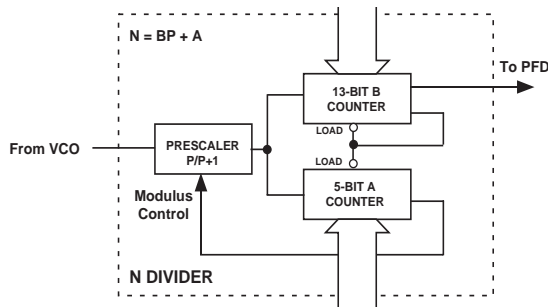 N = BP + A
To PFD
13-BIT B
COUNTER
LOAD
From VCO
PRESCALER
P/P+1
LOAD
5-BIT A
COUNTER
Modulus
Control
N DIVIDER